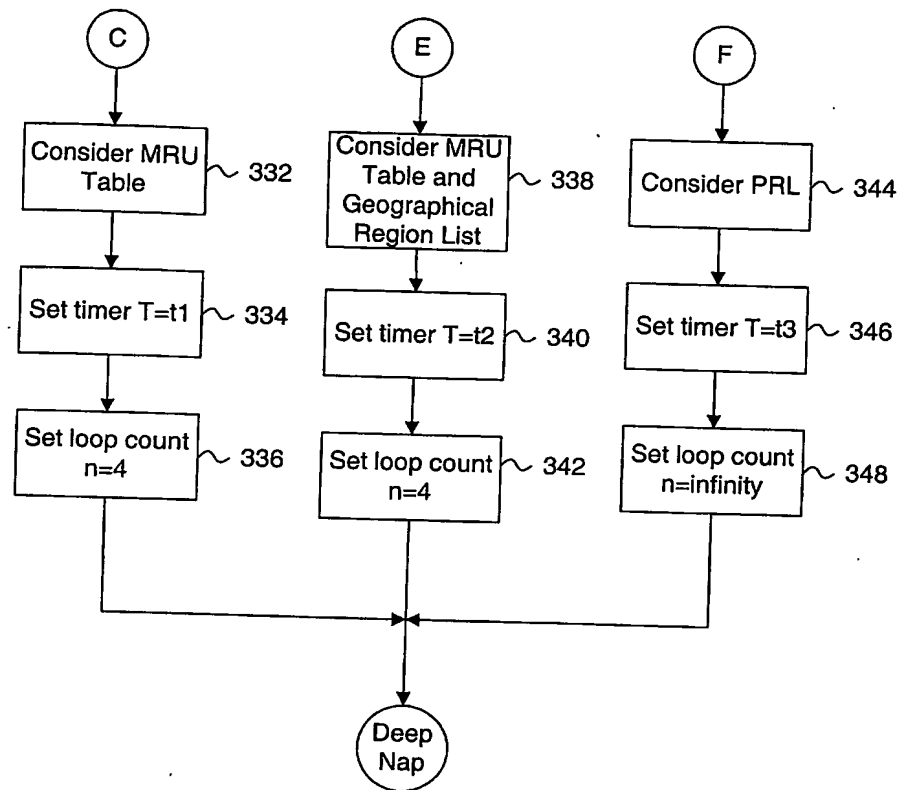 C
E
F
Consider MRU
Table
332
Consider MRU
Table and
Geographical
Region List
338
Consider PRL
344
Set timer T=t1
334
Set timer T=t2
340
Set timer T=t3
346
Set loop count
n=4
336
Set loop count
n=4
342
Set loop count
n=infinity
348
Deep
Nap